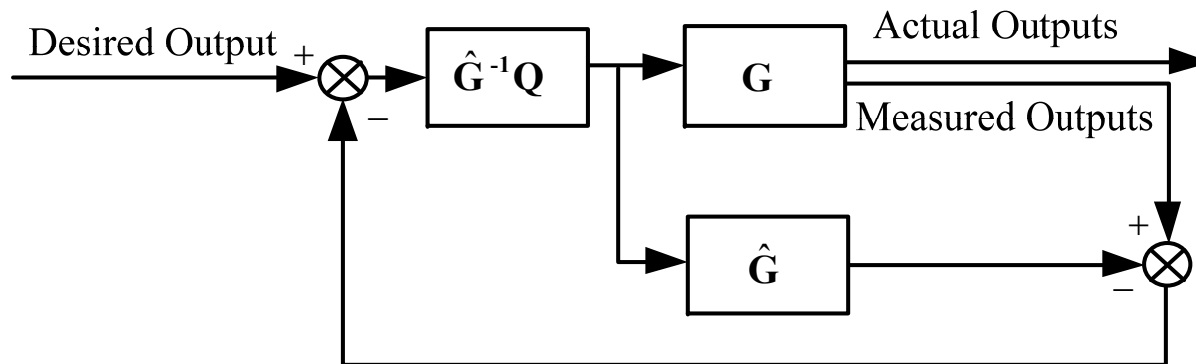 Desired Output
+
−
Ĝ⁻¹Q
G
Actual Outputs
Measured Outputs
+
−
Ĝ